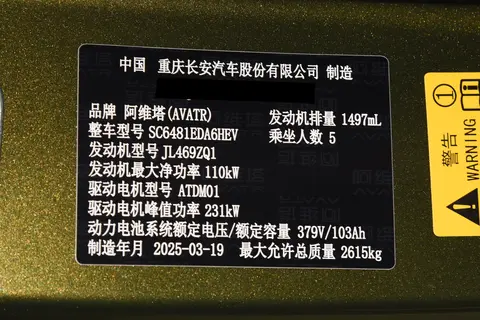 中国 重庆长安汽车股份有限公司 制造
品牌 阿维塔(AVATR) 发动机排量 1497mL
整车型号 SC6481EDA6HEV 乘坐人数 5
发动机型号 JL469ZQ1
发动机最大净功率 110kW
驱动电机型号 ATDM01
驱动电机峰值功率 231kW
动力电池系统额定电压/额定容量 379V/103Ah
制造年月 2025-03-19 最大允许总质量 2615kg
警告
WARNING